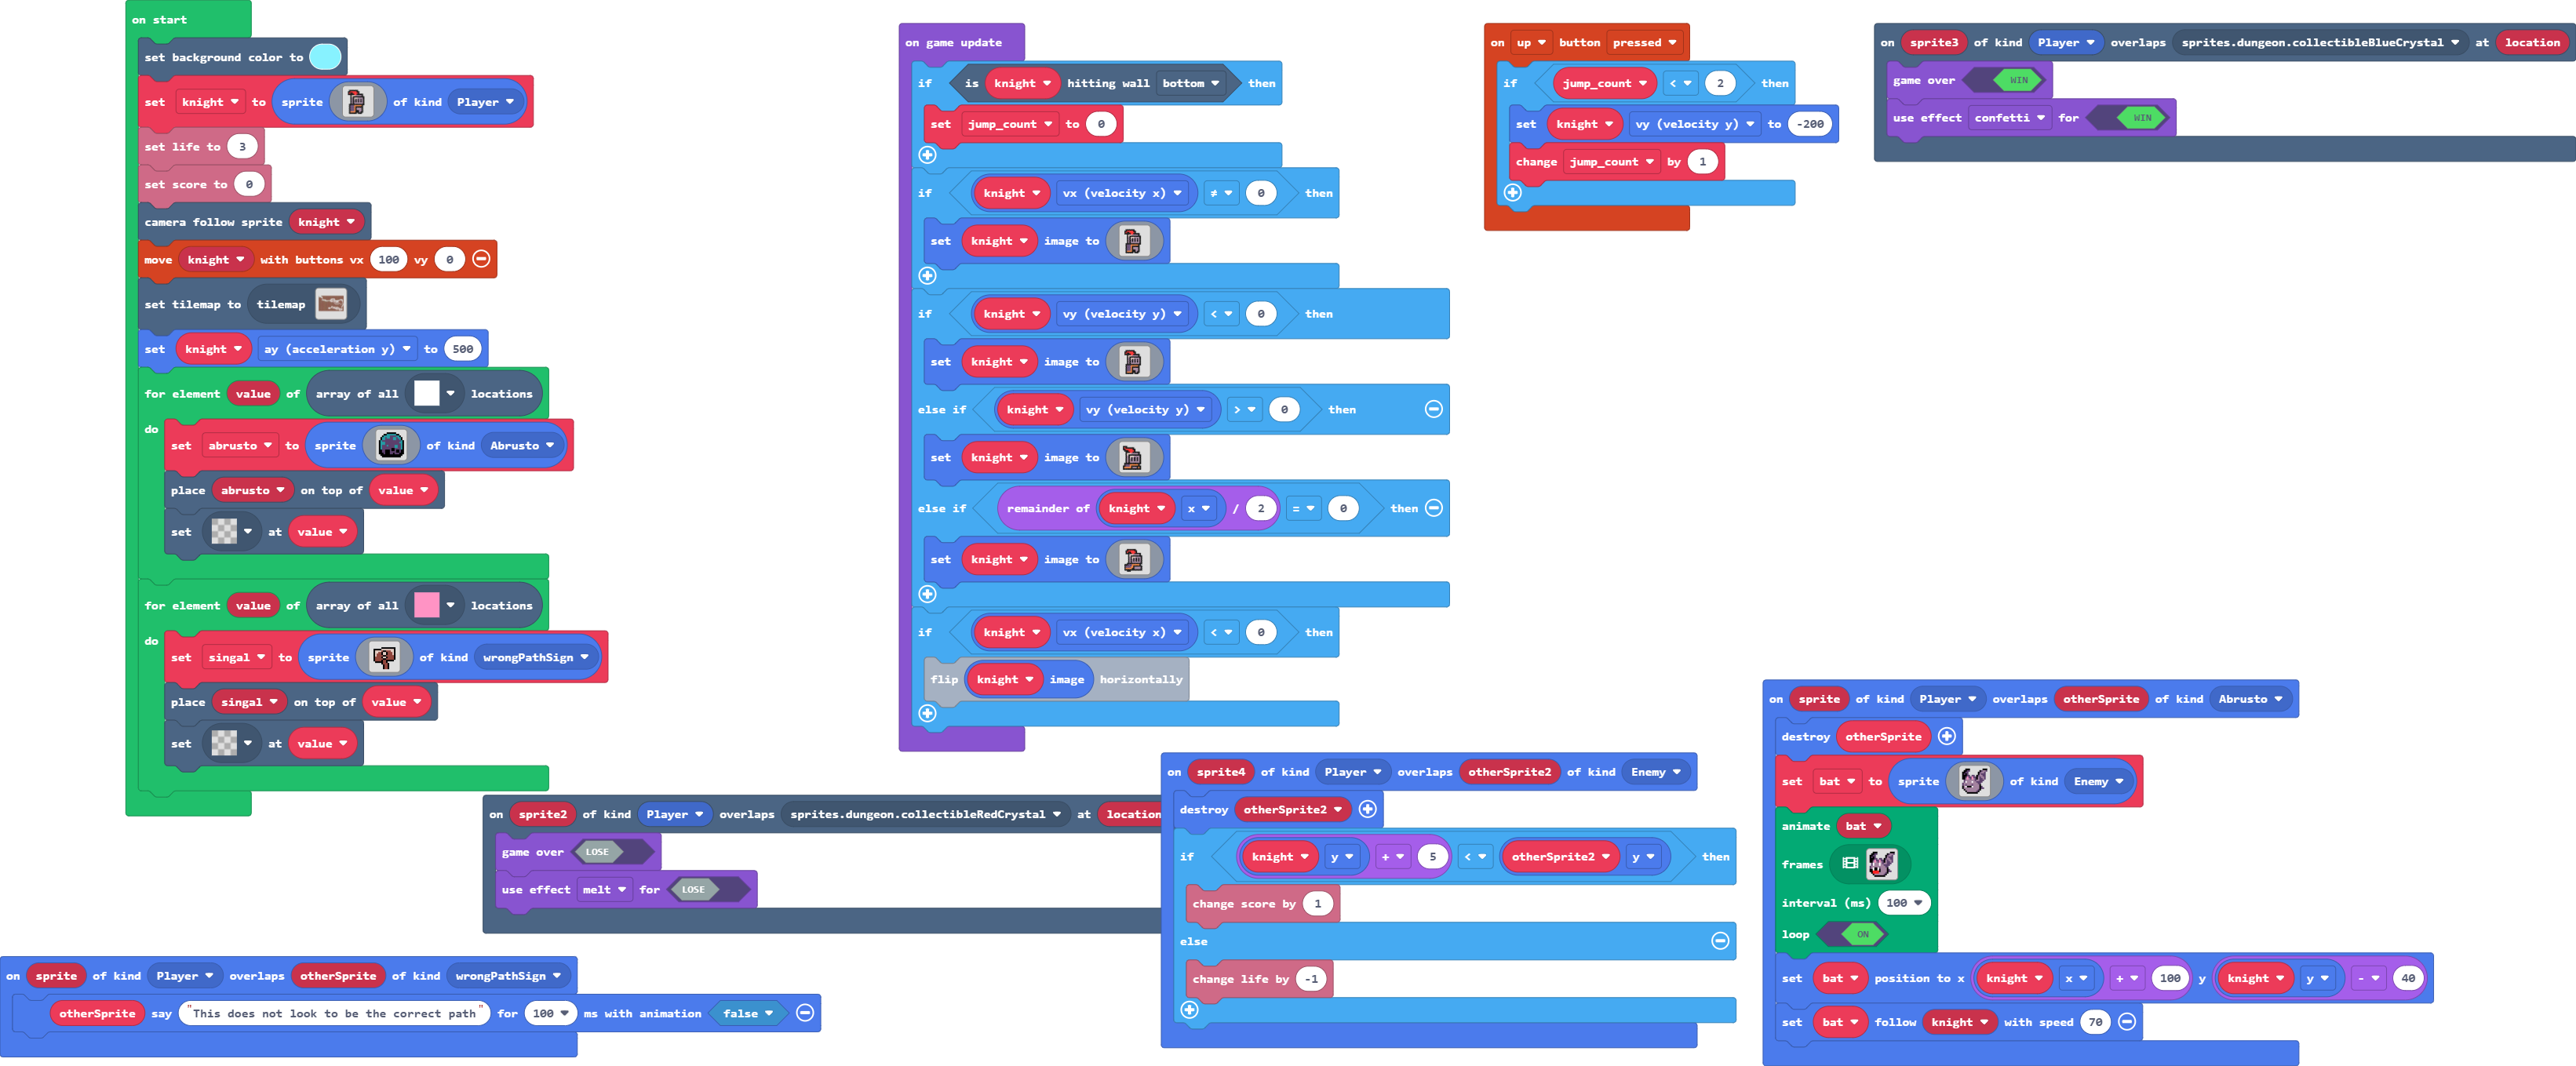 on start
set background color to
set knight to sprite of kind Player
set life to 3
set score to 0
camera follow sprite knight
move knight with buttons vx 100 vy 0
set tilemap to tilemap
set knight ay (acceleration y) to 500
for element value of array of all locations
do
set abrusto to sprite of kind Abrusto
place abrusto on top of value
set at value
for element value of array of all locations
do
set singal to sprite of kind wrongPathSign
place singal on top of value
set at value
on game update
if is knight hitting wall bottom then
set jump_count to 0
if knight vx (velocity x) ≠ 0 then
set knight image to
if knight vy (velocity y) < 0 then
set knight image to
else if knight vy (velocity y) > 0 then
set knight image to
else if remainder of knight x / 2 = 0 then
set knight image to
if knight vx (velocity x) < 0 then
flip knight image horizontally
on up button pressed
if jump_count < 2 then
set knight vy (velocity y) to -200
change jump_count by 1
on sprite3 of kind Player overlaps sprites.dungeon.collectibleBlueCrystal at location
game over WIN
use effect confetti for WIN
on sprite2 of kind Player overlaps sprites.dungeon.collectibleRedCrystal at location
game over LOSE
use effect melt for LOSE
on sprite of kind Player overlaps otherSprite of kind wrongPathSign
otherSprite say "This does not look to be the correct path" for 100 ms with animation false
on sprite4 of kind Player overlaps otherSprite2 of kind Enemy
destroy otherSprite2
if knight y + 5 < otherSprite2 y then
change score by 1
else
change life by -1
on sprite of kind Player overlaps otherSprite of kind Abrusto
destroy otherSprite
set bat to sprite of kind Enemy
animate bat
frames
interval (ms) 100
loop ON
set bat position to x knight x + 100 y knight y - 40
set bat follow knight with speed 70